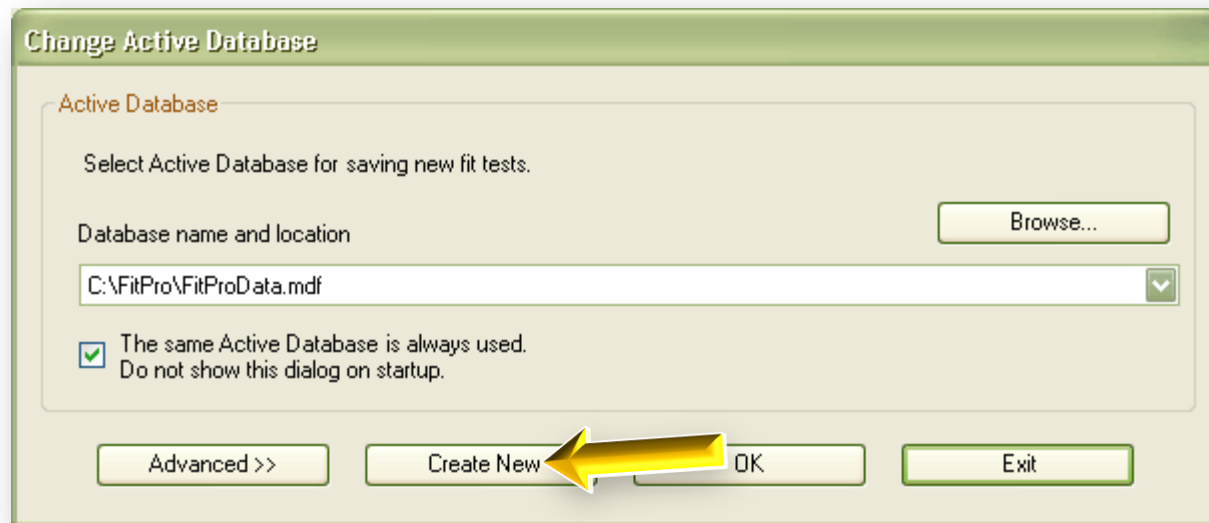 Change Active Database
Active Database
Select Active Database for saving new fit tests.
Browse...
Database name and location
C:\FitPro\FitProData.mdf
The same Active Database is always used.
Do not show this dialog on startup.
Advanced >>
Create New
OK
Exit